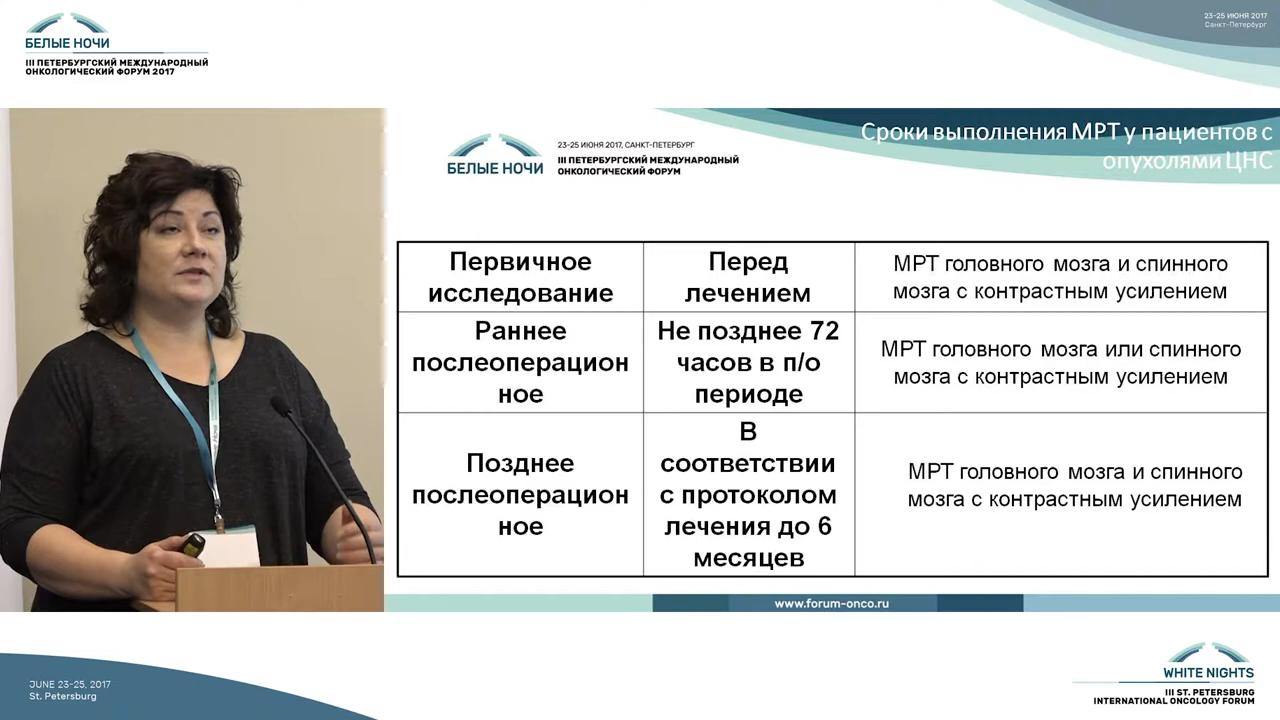 БЕЛЫЕ НОЧИ
III ПЕТЕРБУРГСКИЙ МЕЖДУНАРОДНЫЙ
ОНКОЛОГИЧЕСКИЙ ФОРУМ 2017
23-25 ИЮНЯ 2017
Санкт-Петербург
БЕЛЫЕ НОЧИ
23-25 ИЮНЯ 2017, САНКТ-ПЕТЕРБУРГ
III ПЕТЕРБУРГСКИЙ МЕЖДУНАРОДНЫЙ
ОНКОЛОГИЧЕСКИЙ ФОРУМ
Сроки выполнения МРТ у пациентов с
опухолями ЦНС
Первичное
исследование
Перед
лечением
МРТ головного мозга и спинного
мозга с контрастным усилением
Раннее
послеоперацион
ное
Не позднее 72
часов в п/о
периоде
МРТ головного мозга или спинного
мозга с контрастным усилением
Позднее
послеоперацион
ное
В
соответствии
с протоколом
лечения до 6
месяцев
МРТ головного мозга и спинного
мозга с контрастным усилением
www.forum-onco.ru
JUNE 23-25, 2017
St. Petersburg
WHITE NIGHTS
III ST. PETERSBURG
INTERNATIONAL ONCOLOGY FORUM